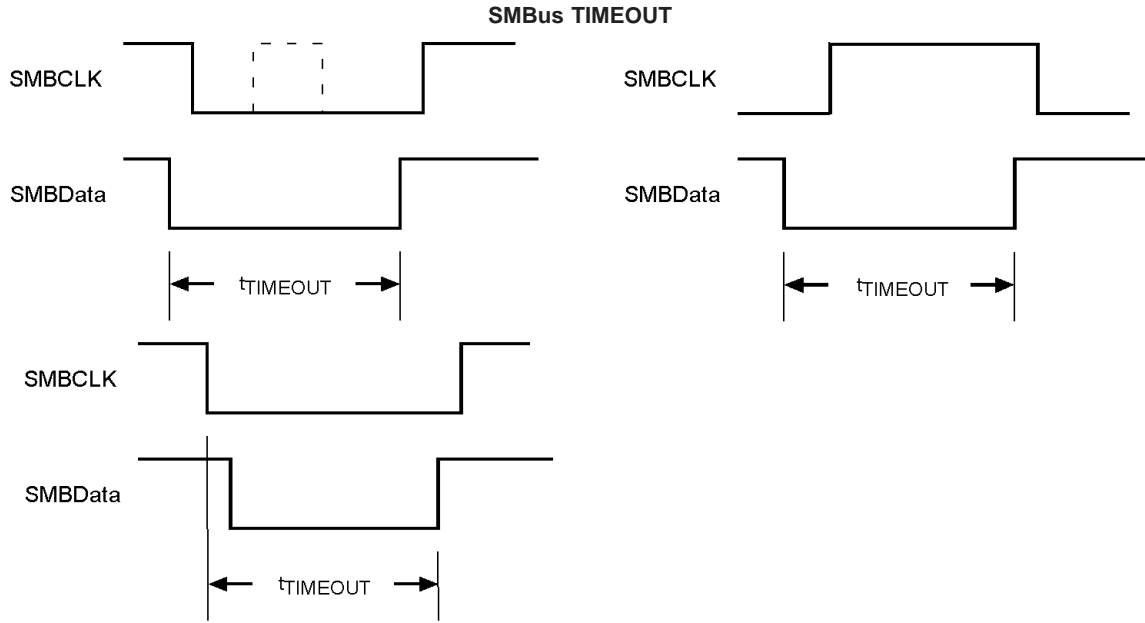 SMBus TIMEOUT
SMBCLK
SMBData
tTIMEOUT
SMBCLK
SMBData
tTIMEOUT
SMBCLK
SMBData
tTIMEOUT